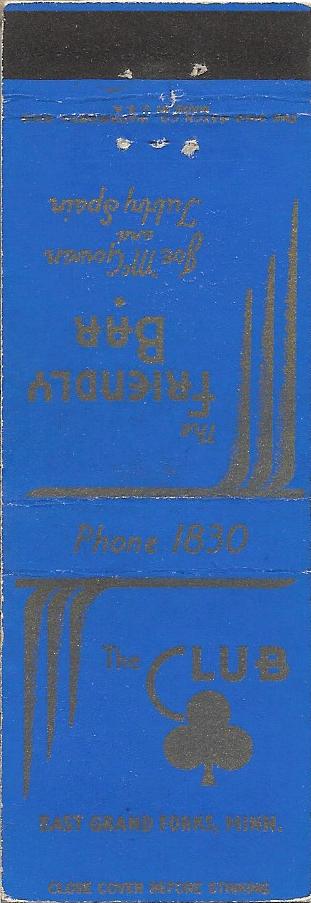 The
FRIENDLY
BAR
Joe McGowan
and
Tubby Spain
Phone 1830
The CLUB
EAST GRAND FORKS, MINN.
CLOSE COVER BEFORE STRIKING